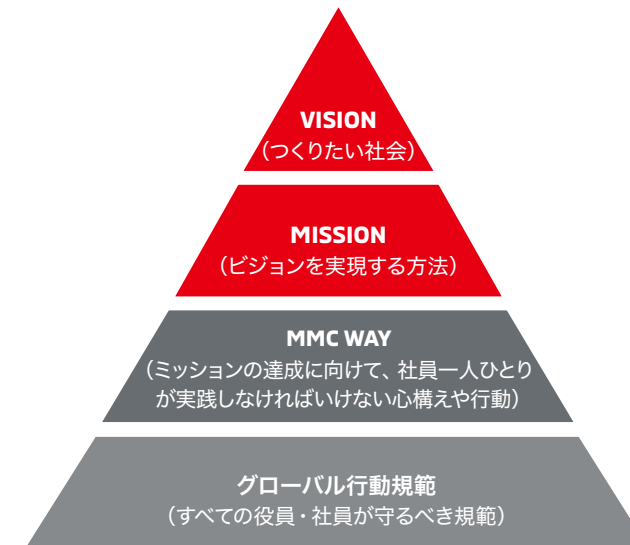 VISION
（つくりたい社会）
MISSION
（ビジョンを実現する方法）
MMC WAY
（ミッションの達成に向けて、社員一人ひとり
が実践しなければいけない心構えや行動）
グローバル行動規範
（すべての役員・社員が守るべき規範）